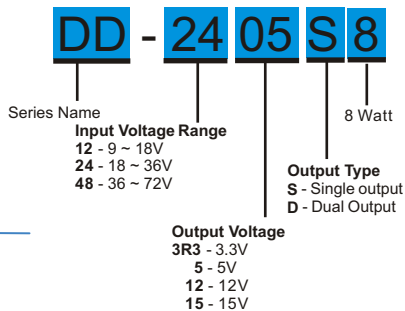 DD - 24 05 S 8
Series Name
8 Watt
Input Voltage Range
12 - 9 ~ 18V
24 - 18 ~ 36V
48 - 36 ~ 72V
Output Type
S - Single output
D - Dual Output
Output Voltage
3R3 - 3.3V
5 - 5V
12 - 12V
15 - 15V